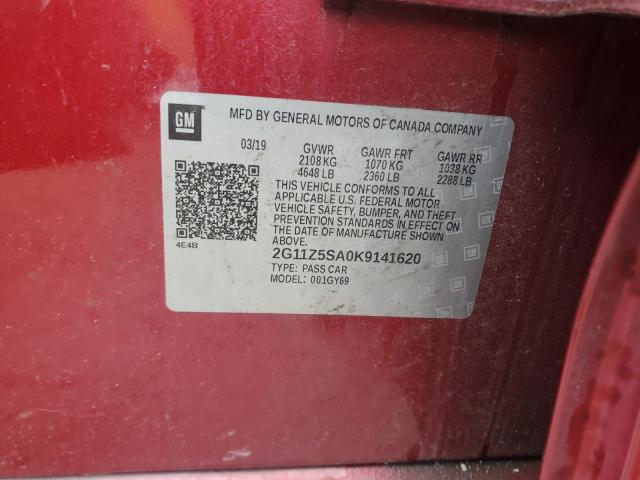 GM
MFD BY GENERAL MOTORS OF CANADA COMPANY
03/19 GVWR GAWR FRT GAWR RR
2108 KG 1070 KG 1038 KG
4648 LB 2360 LB 2288 LB
THIS VEHICLE CONFORMS TO ALL
APPLICABLE U.S. FEDERAL MOTOR
VEHICLE SAFETY, BUMPER, AND THEFT
PREVENTION STANDARDS IN EFFECT ON
THE DATE OF MANUFACTURE SHOWN
ABOVE.
4E4B
2G11Z5SA0K9141620
TYPE: PASS CAR
MODEL: 001GY69